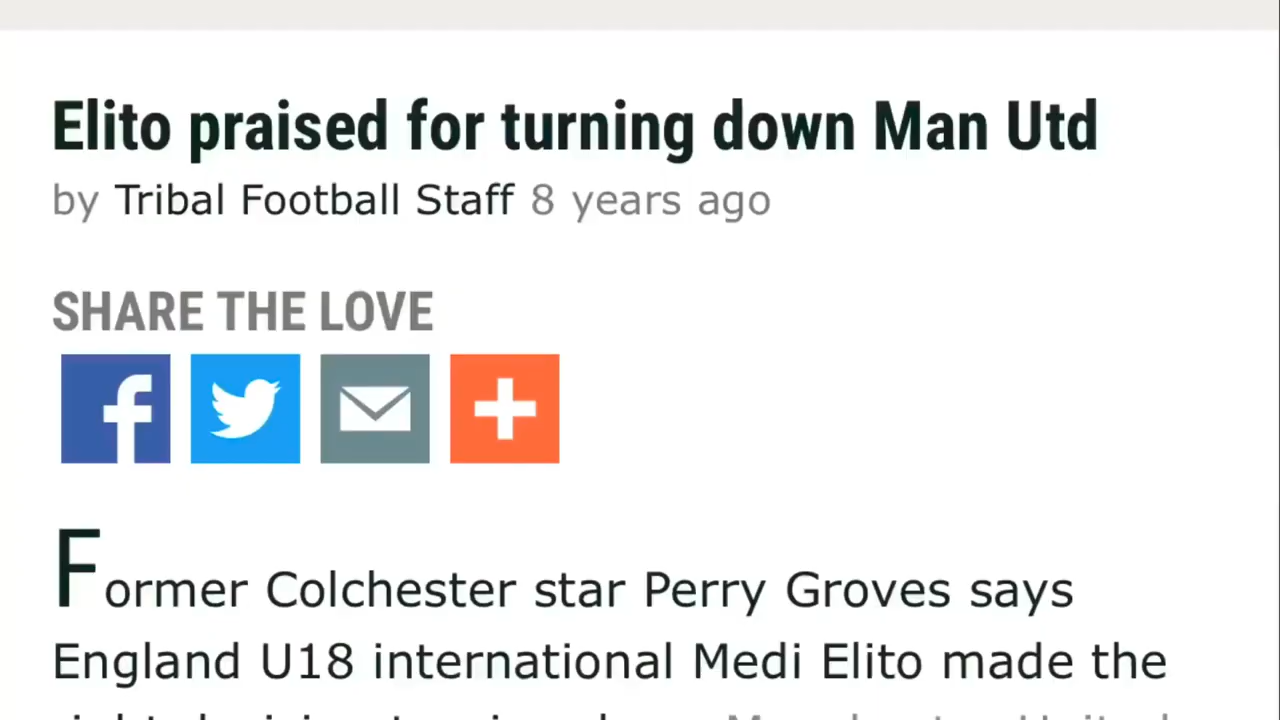 Elito praised for turning down Man Utd
by Tribal Football Staff 8 years ago
SHARE THE LOVE
Former Colchester star Perry Groves says
England U18 international Medi Elito made the